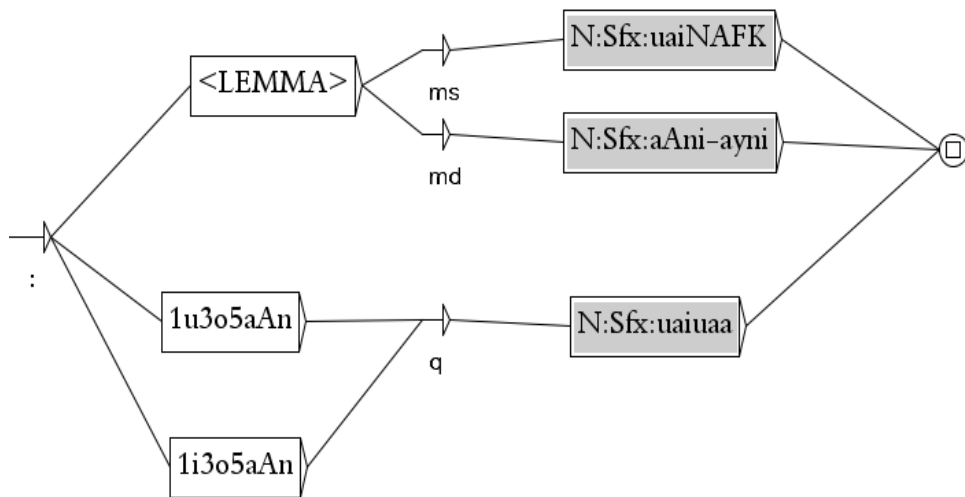 N:Sfx:uaiNAFK
<LEMMA>
ms
N:Sfx:aAni-ayni
md
:
1u3o5aAn
N:Sfx:uaiuaa
q
1i3o5aAn